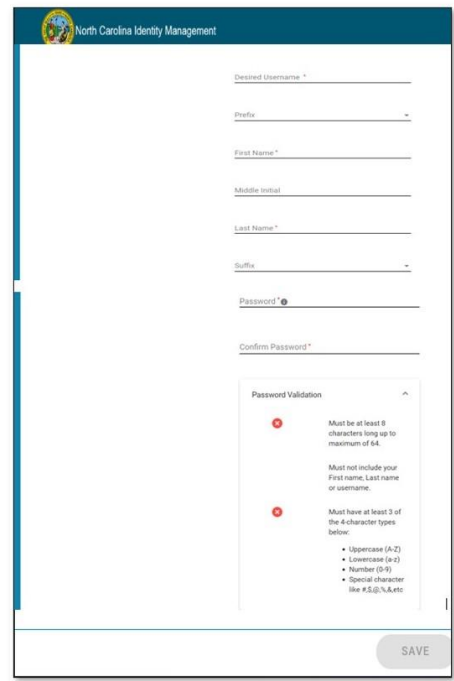 North Carolina Identity Management
Desired Username *
Prefix
First Name *
Middle Initial
Last Name *
Suffix
Password *
Confirm Password *
Password Validation
Must be at least 8
characters long up to
maximum of 64.
Must not include your
First name, Last name
or username.
Must have at least 3 of
the 4-character types
below:
• Uppercase (A-Z)
• Lowercase (a-z)
• Number (0-9)
• Special character
like #,$,@,%,&,etc
SAVE